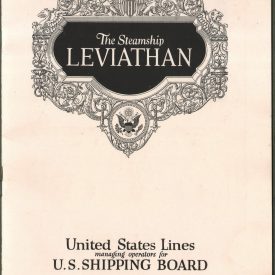 The Steamship
LEVIATHAN
United States Lines
managing operators for
U.S. SHIPPING BOARD